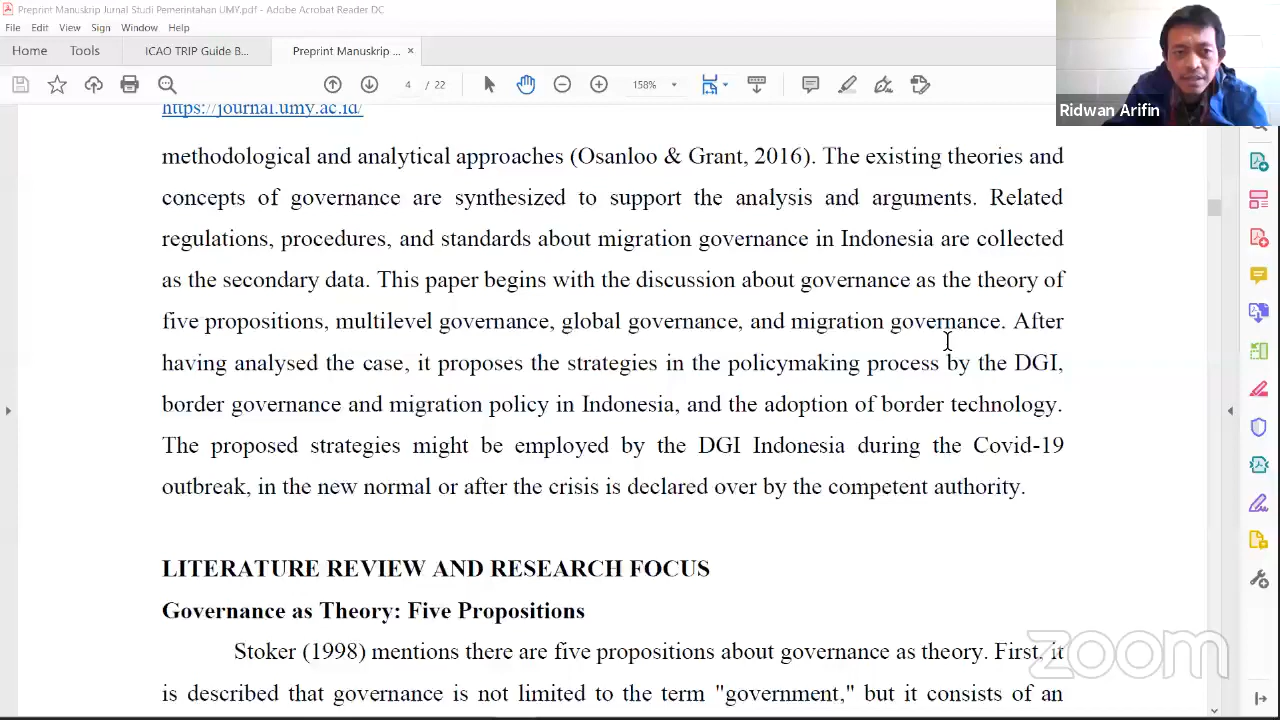 Preprint Manuskrip Jurnal Studi Pemerintahan UMY.pdf - Adobe Acrobat Reader DC
File Edit View Sign Window Help
Home Tools ICAO TRIP Guide B... Preprint Manuskrip ... ×
4 / 22 158%
Ridwan Arifin
https://journal.umy.ac.id/
methodological and analytical approaches (Osanloo & Grant, 2016). The existing theories and
concepts of governance are synthesized to support the analysis and arguments. Related
regulations, procedures, and standards about migration governance in Indonesia are collected
as the secondary data. This paper begins with the discussion about governance as the theory of
five propositions, multilevel governance, global governance, and migration governance. After
having analysed the case, it proposes the strategies in the policymaking process by the DGI,
border governance and migration policy in Indonesia, and the adoption of border technology.
The proposed strategies might be employed by the DGI Indonesia during the Covid-19
outbreak, in the new normal or after the crisis is declared over by the competent authority.
LITERATURE REVIEW AND RESEARCH FOCUS
Governance as Theory: Five Propositions
Stoker (1998) mentions there are five propositions about governance as theory. First, it
is described that governance is not limited to the term "government," but it consists of an
zoom